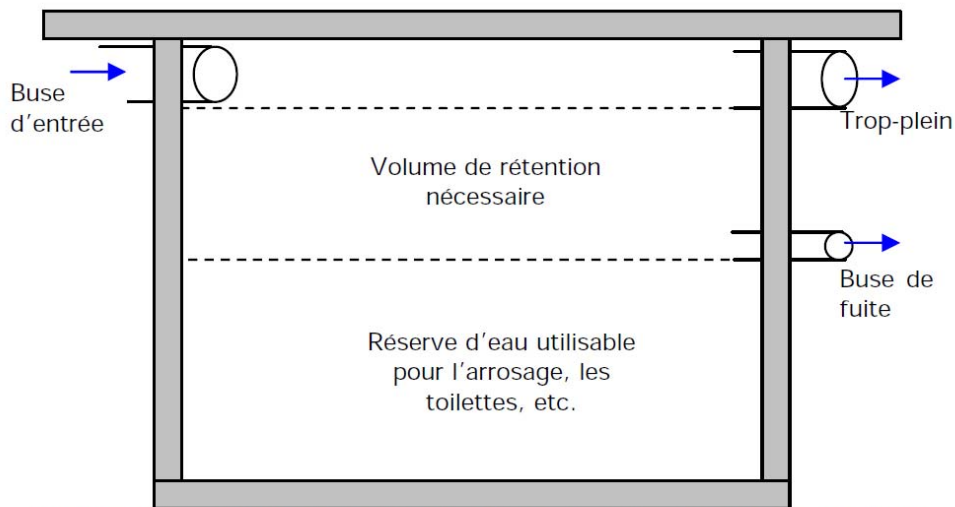 Buse
d'entrée
Trop-plein
Volume de rétention
nécessaire
Buse de
fuite
Réserve d'eau utilisable
pour l'arrosage, les
toilettes, etc.